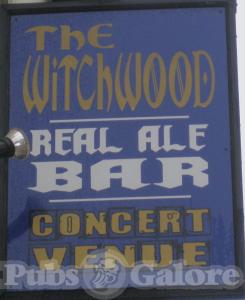 The
Witchwood
REAL ALE
BAR
CONCERT
VENUE
Pubs Galore